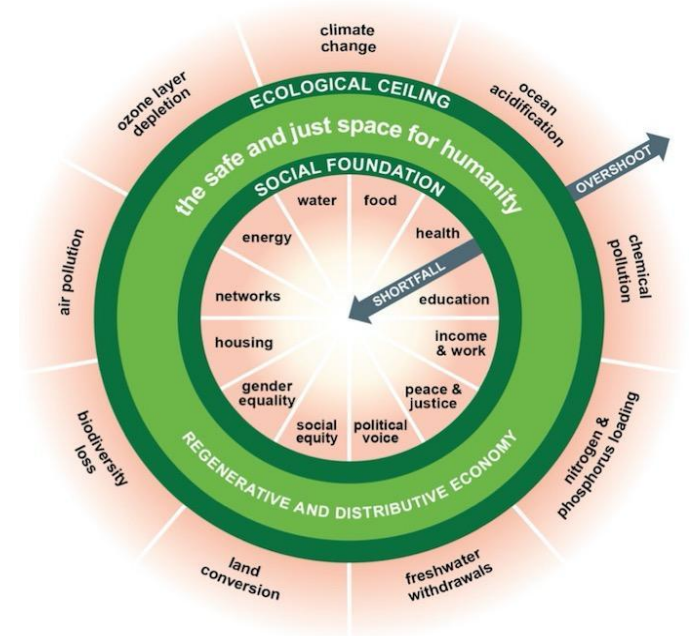 climate
change
ozone layer
depletion
ocean
acidification
ECOLOGICAL CEILING
the safe and just space for humanity
SOCIAL FOUNDATION
OVERSHOOT
water
food
energy
health
SHORTFALL
air pollution
chemical
pollution
networks
education
housing
income
& work
gender
equality
peace &
justice
social
equity
political
voice
biodiversity
loss
nitrogen &
phosphorus loading
REGENERATIVE AND DISTRIBUTIVE ECONOMY
land
conversion
freshwater
withdrawals